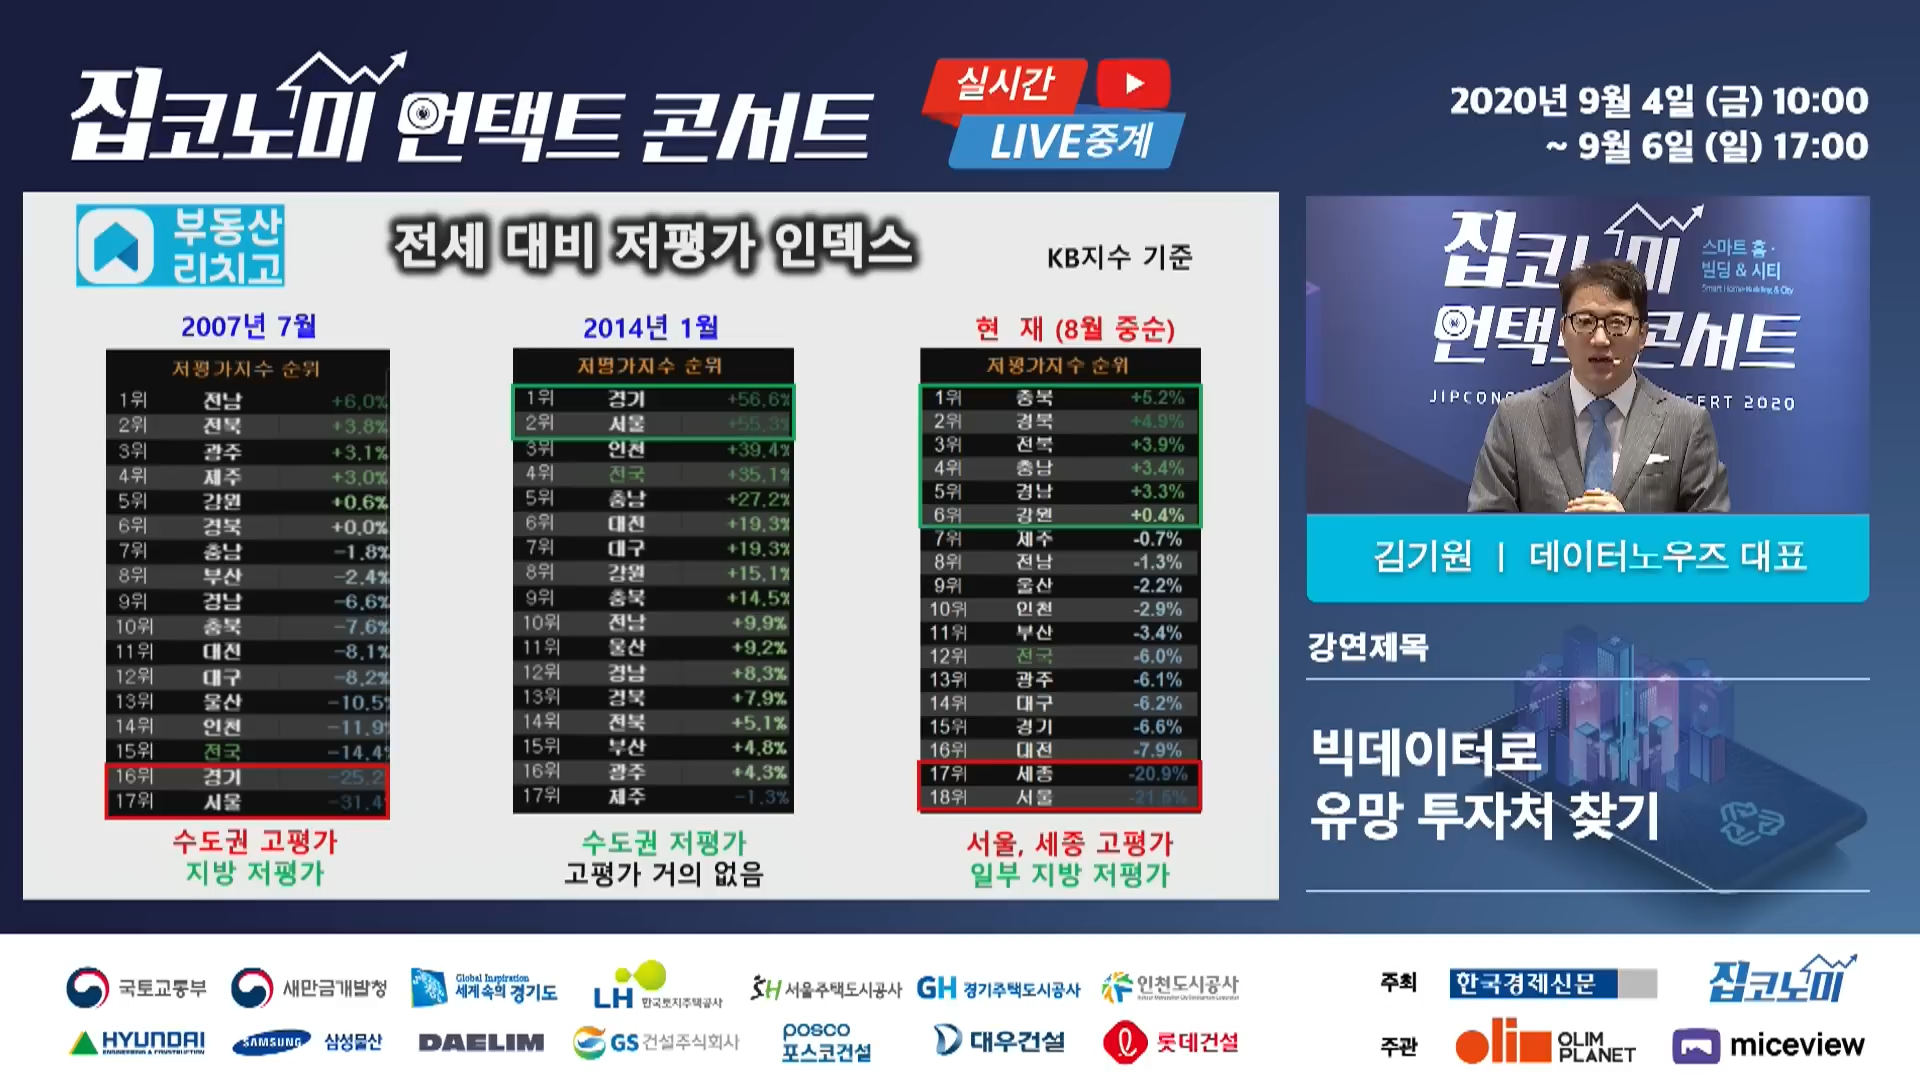 집코노미 언택트 콘서트
실시간
LIVE중계
2020년 9월 4일 (금) 10:00
~ 9월 6일 (일) 17:00
부동산
리치고
전세 대비 저평가 인덱스
KB지수 기준
2007년 7월
저평가지수 순위
1위 전남 +6.0%
2위 전북 +3.8%
3위 광주 +3.1%
4위 제주 +3.0%
5위 강원 +0.6%
6위 경북 +0.0%
7위 충남 -1.8%
8위 부산 -2.4%
9위 경남 -6.6%
10위 충북 -7.6%
11위 대전 -8.1%
12위 대구 -8.2%
13위 울산 -10.5
14위 인천 -11.9
15위 전국 -14.4
16위 경기 -25.2
17위 서울 -31.4
수도권 고평가
지방 저평가
2014년 1월
저평가지수 순위
1위 경기 +56.6%
2위 서울 +55.3%
3위 인천 +39.4%
4위 전국 +35.1%
5위 충남 +27.2%
6위 대전 +19.3%
7위 대구 +19.3%
8위 강원 +15.1%
9위 충북 +14.5%
10위 전남 +9.9%
11위 울산 +9.2%
12위 경남 +8.3%
13위 경북 +7.9%
14위 전북 +5.1%
15위 부산 +4.8%
16위 광주 +4.3%
17위 제주 -1.3%
수도권 저평가
고평가 거의 없음
현 재 (8월 중순)
저평가지수 순위
1위 충북 +5.2%
2위 경북 +4.9%
3위 전북 +3.9%
4위 충남 +3.4%
5위 경남 +3.3%
6위 강원 +0.4%
7위 제주 -0.7%
8위 전남 -1.3%
9위 울산 -2.2%
10위 인천 -2.9%
11위 부산 -3.4%
12위 전국 -6.0%
13위 광주 -6.1%
14위 대구 -6.2%
15위 경기 -6.6%
16위 대전 -7.9%
17위 세종 -20.9%
18위 서울 -21.6%
서울, 세종 고평가
일부 지방 저평가
집코노미
스마트 홈·
빌딩 & 시티
Smart Home·Building & City
언택트 콘서트
JIPCON ERT 2020
김기원 | 데이터노우즈 대표
강연제목
빅데이터로
유망 투자처 찾기
국토교통부
새만금개발청
Global Inspiration
세계속의 경기도
LH 한국토지주택공사
SH 서울주택도시공사
GH 경기주택도시공사
인천도시공사
HYUNDAI
ENGINEERING & CONSTRUCTION
SAMSUNG 삼성물산
DAELIM
GS 건설주식회사
posco
포스코건설
대우건설
롯데건설
주최 한국경제신문 집코노미
주관 olim OLIM PLANET miceview